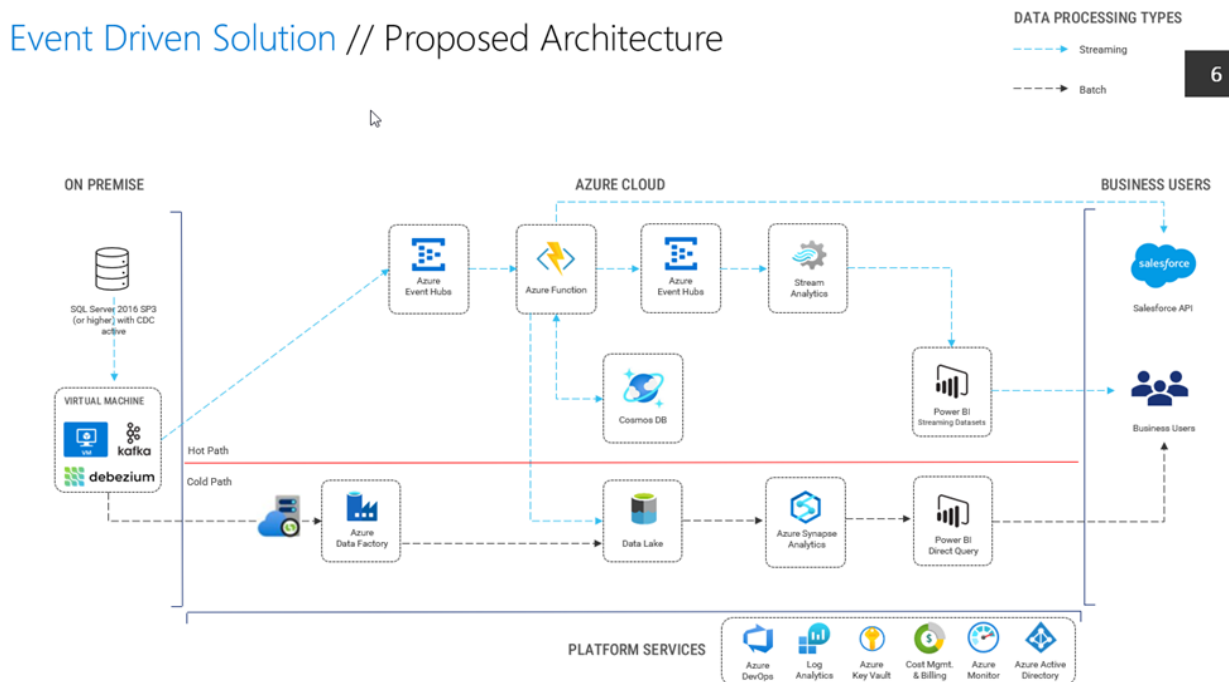 Event Driven Solution // Proposed Architecture
DATA PROCESSING TYPES
Streaming
Batch
6
ON PREMISE
AZURE CLOUD
BUSINESS USERS
SQL Server 2016 SP3
(or higher) with CDC
active
Azure
Event Hubs
Azure Function
Azure
Event Hubs
Stream
Analytics
salesforce
Salesforce API
VIRTUAL MACHINE
VM
kafka
debezium
Cosmos DB
Power BI
Streaming Datasets
Business Users
Hot Path
Cold Path
Azure
Data Factory
Data Lake
Azure Synapse
Analytics
Power BI
Direct Query
PLATFORM SERVICES
Azure
DevOps
Log
Analytics
Azure
Key Vault
Cost Mgmt.
& Billing
Azure
Monitor
Azure Active
Directory